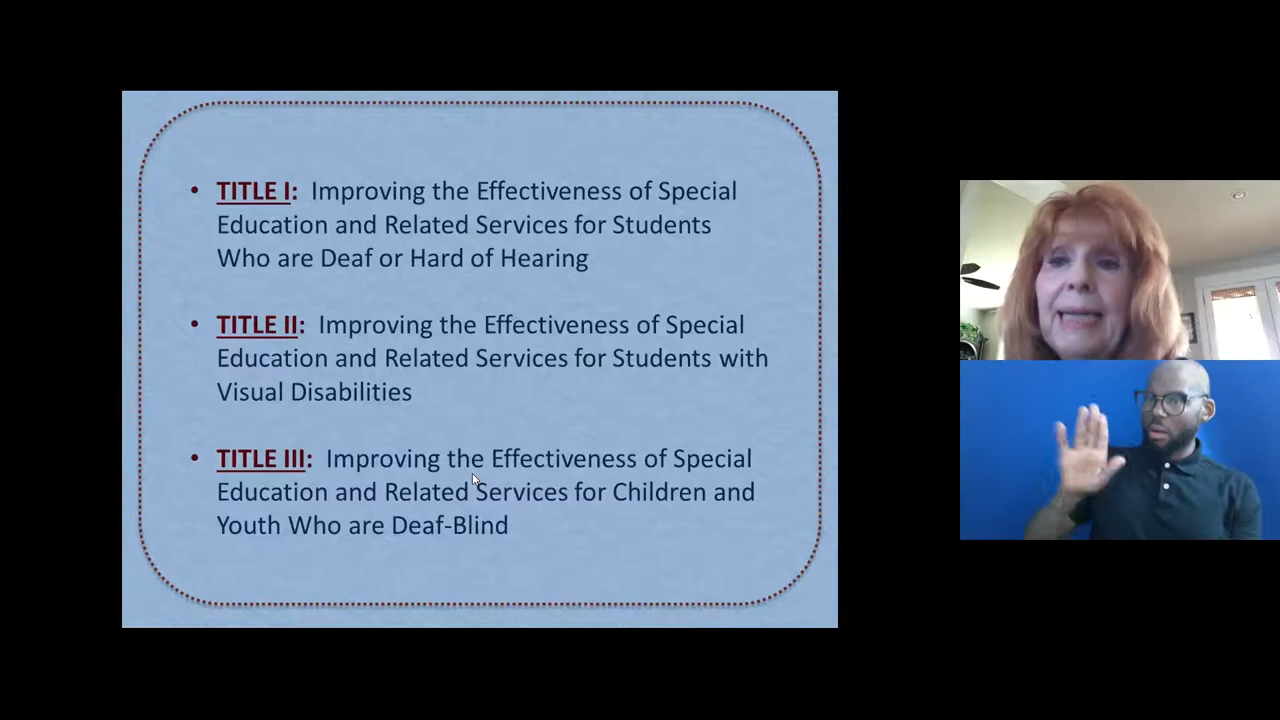 • TITLE I: Improving the Effectiveness of Special
Education and Related Services for Students
Who are Deaf or Hard of Hearing
• TITLE II: Improving the Effectiveness of Special
Education and Related Services for Students with
Visual Disabilities
• TITLE III: Improving the Effectiveness of Special
Education and Related Services for Children and
Youth Who are Deaf-Blind